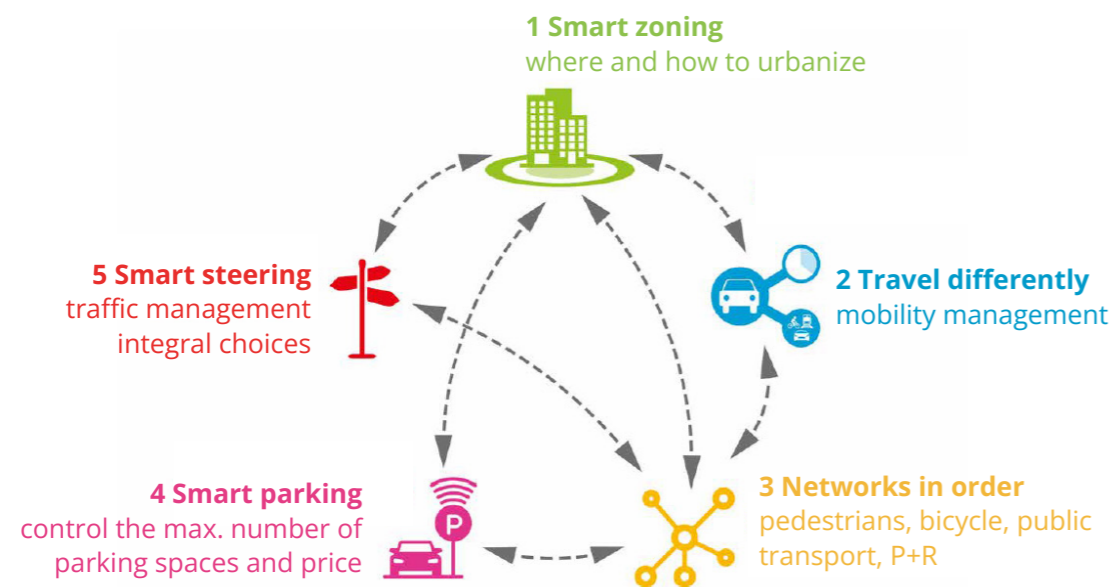 1 Smart zoning
where and how to urbanize
5 Smart steering
traffic management
integral choices
2 Travel differently
mobility management
4 Smart parking
control the max. number of
parking spaces and price
P
3 Networks in order
pedestrians, bicycle, public
transport, P+R